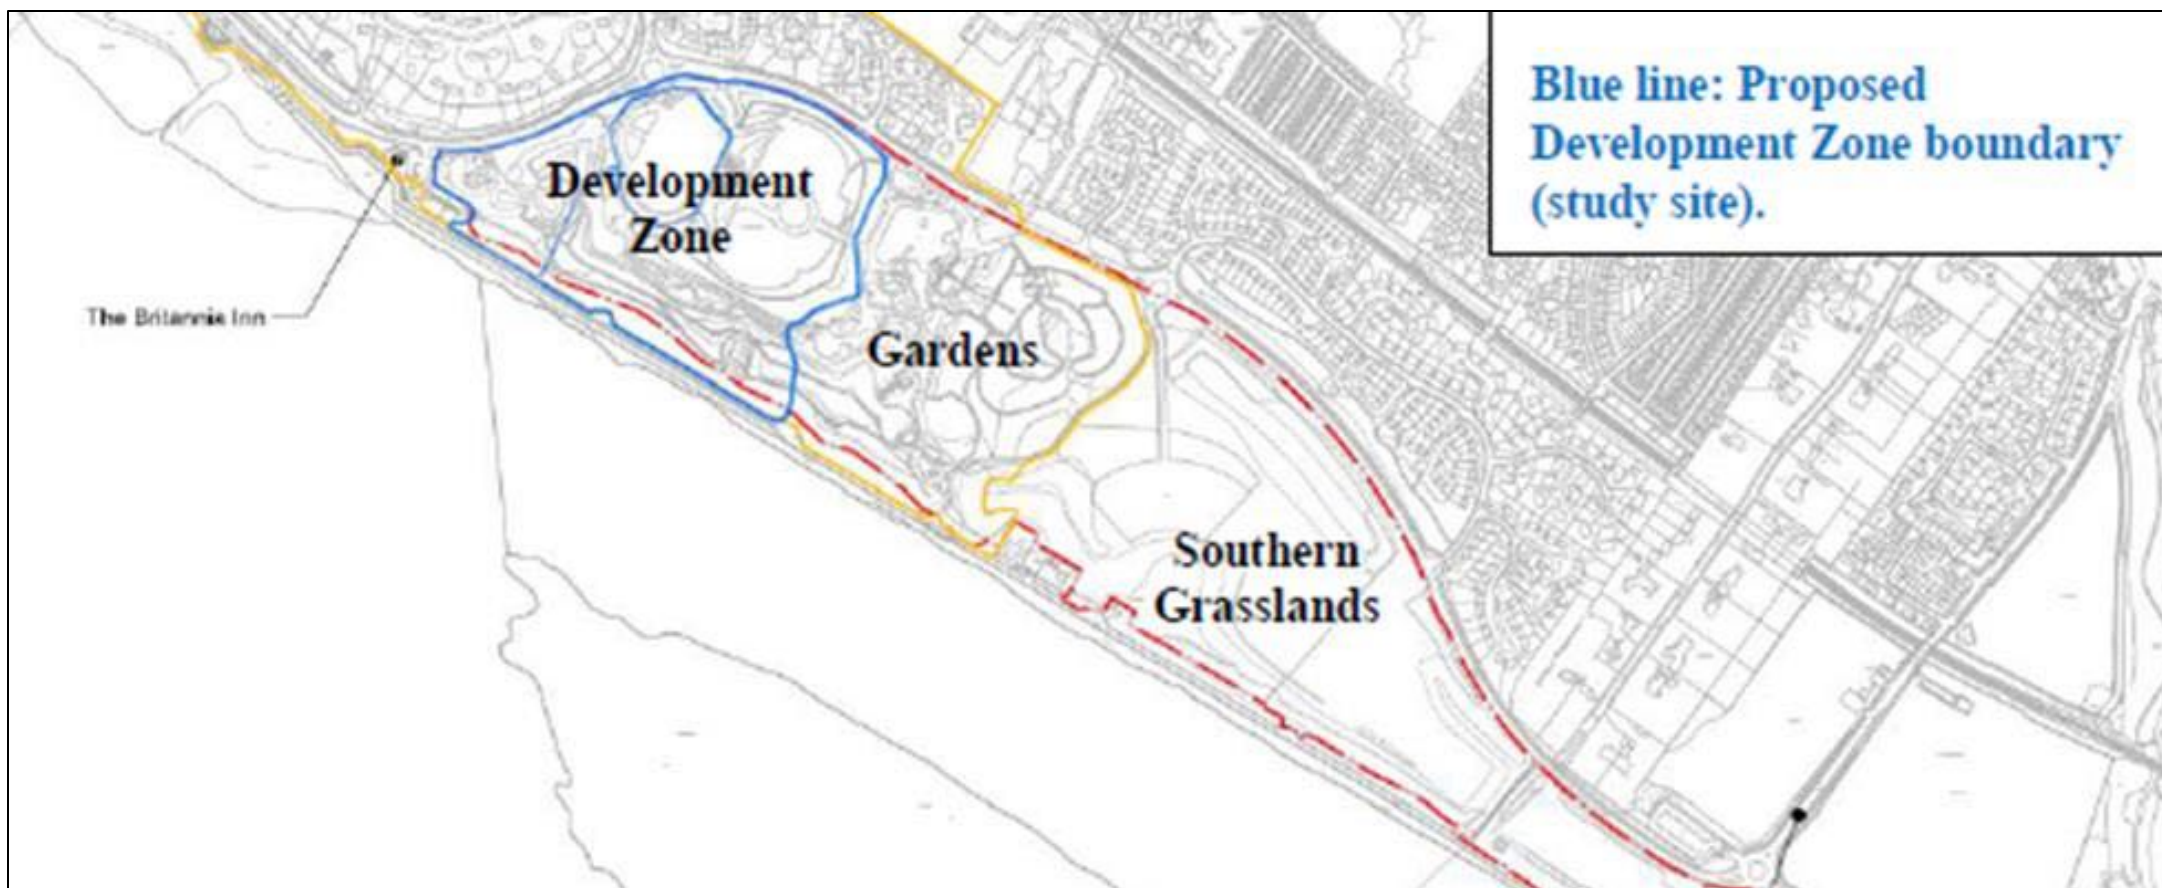 Blue line: Proposed
Development Zone boundary
(study site).
Development
Zone
The Britannia Inn
Gardens
Southern
Grasslands